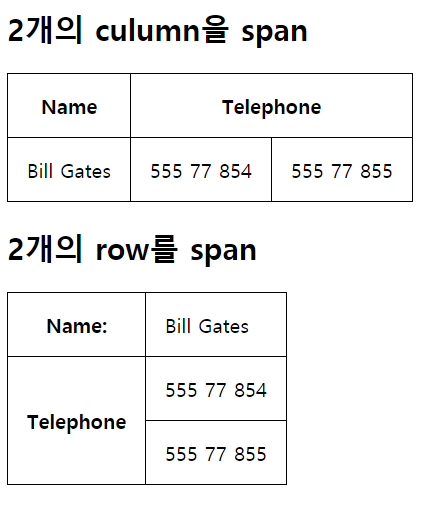 2개의 culumn을 span
Name Telephone
Bill Gates 555 77 854 555 77 855
2개의 row를 span
Name: Bill Gates
555 77 854
Telephone
555 77 855